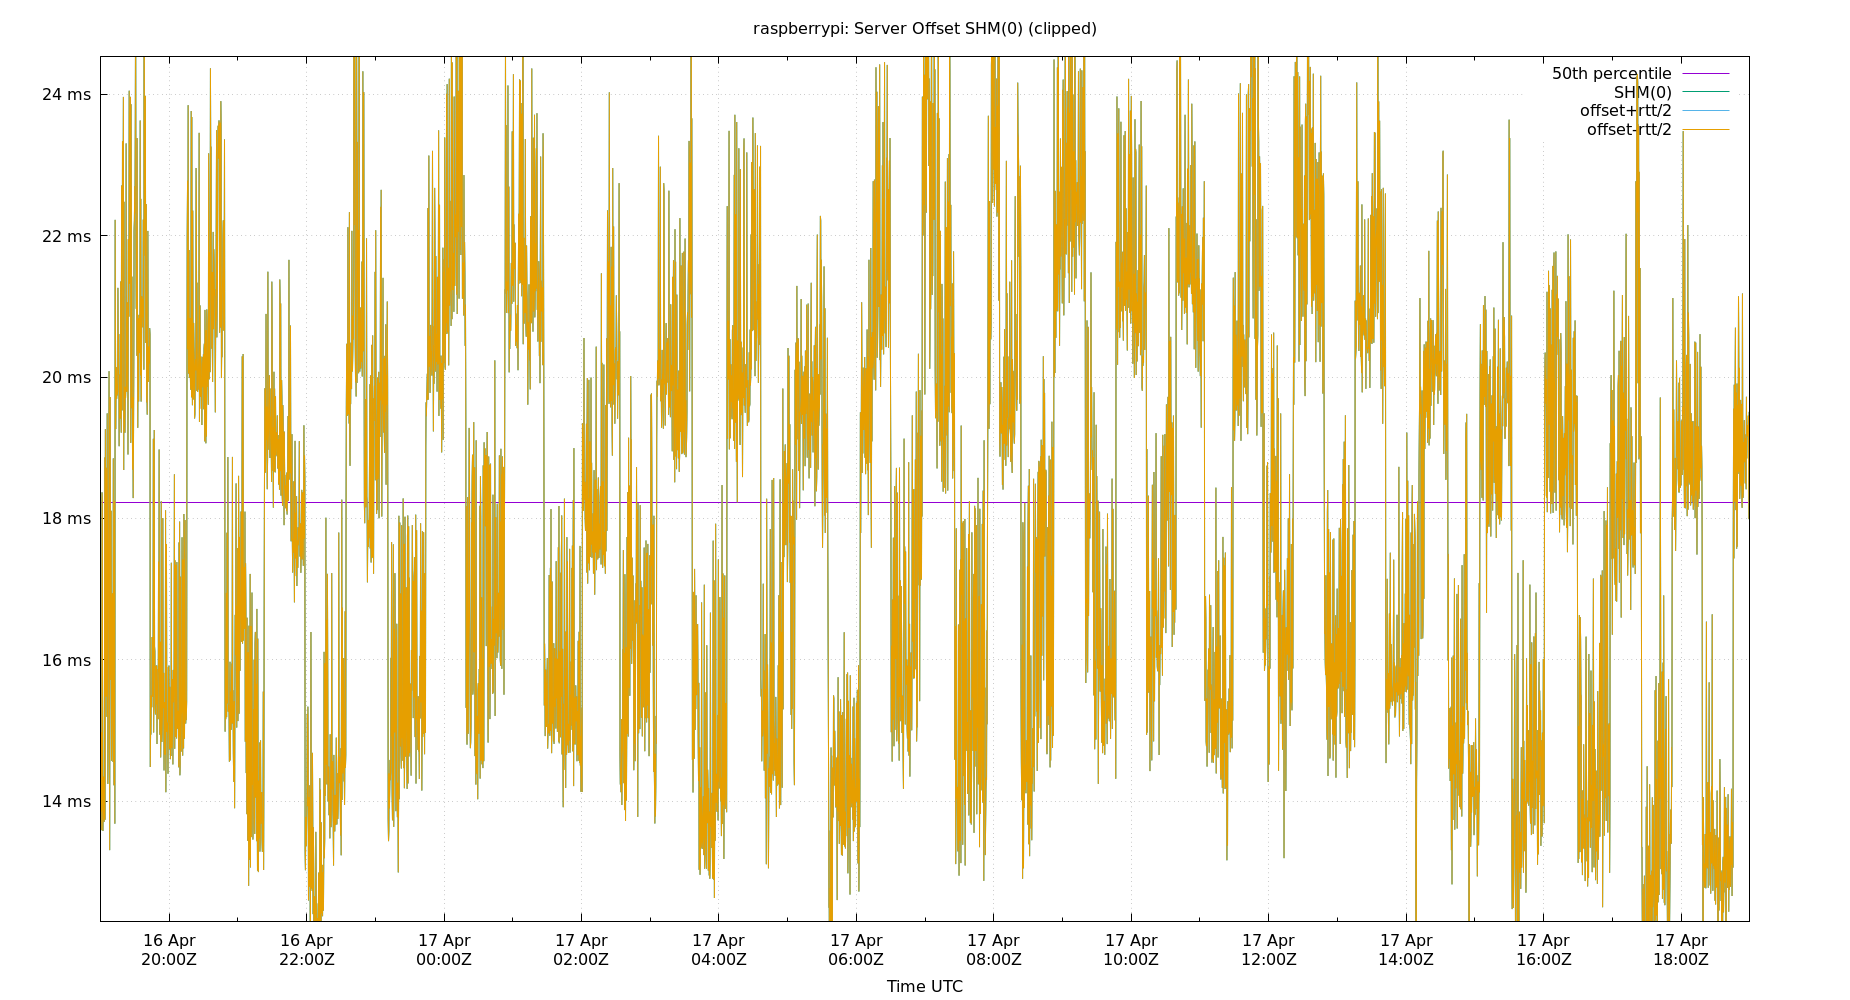 raspberrypi: Server Offset SHM(0) (clipped)
50th percentile
SHM(0)
offset+rtt/2
offset-rtt/2
24 ms
22 ms
20 ms
18 ms
16 ms
14 ms
16 Apr 16 Apr 17 Apr 17 Apr 17 Apr 17 Apr 17 Apr 17 Apr 17 Apr 17 Apr 17 Apr 17 Apr
20:00Z 22:00Z 00:00Z 02:00Z 04:00Z 06:00Z 08:00Z 10:00Z 12:00Z 14:00Z 16:00Z 18:00Z
Time UTC